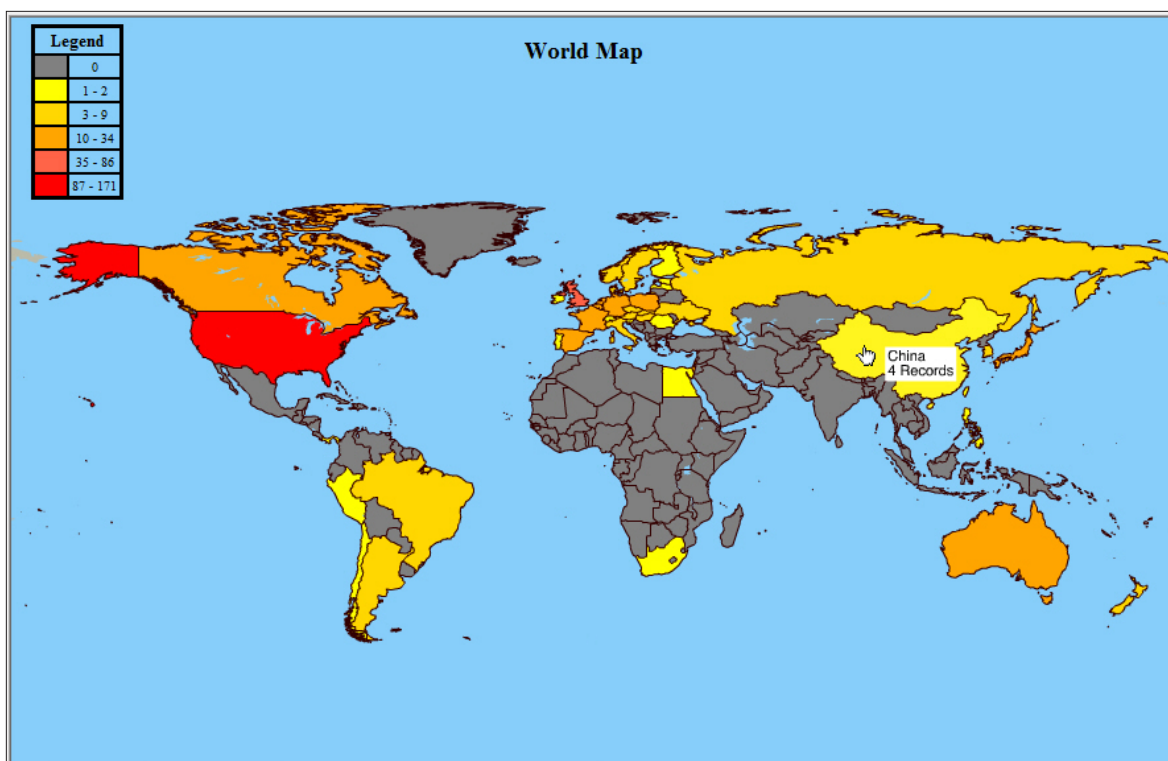 Legend
0
1 - 2
3 - 9
10 - 34
35 - 86
87 - 171
World Map
China
4 Records